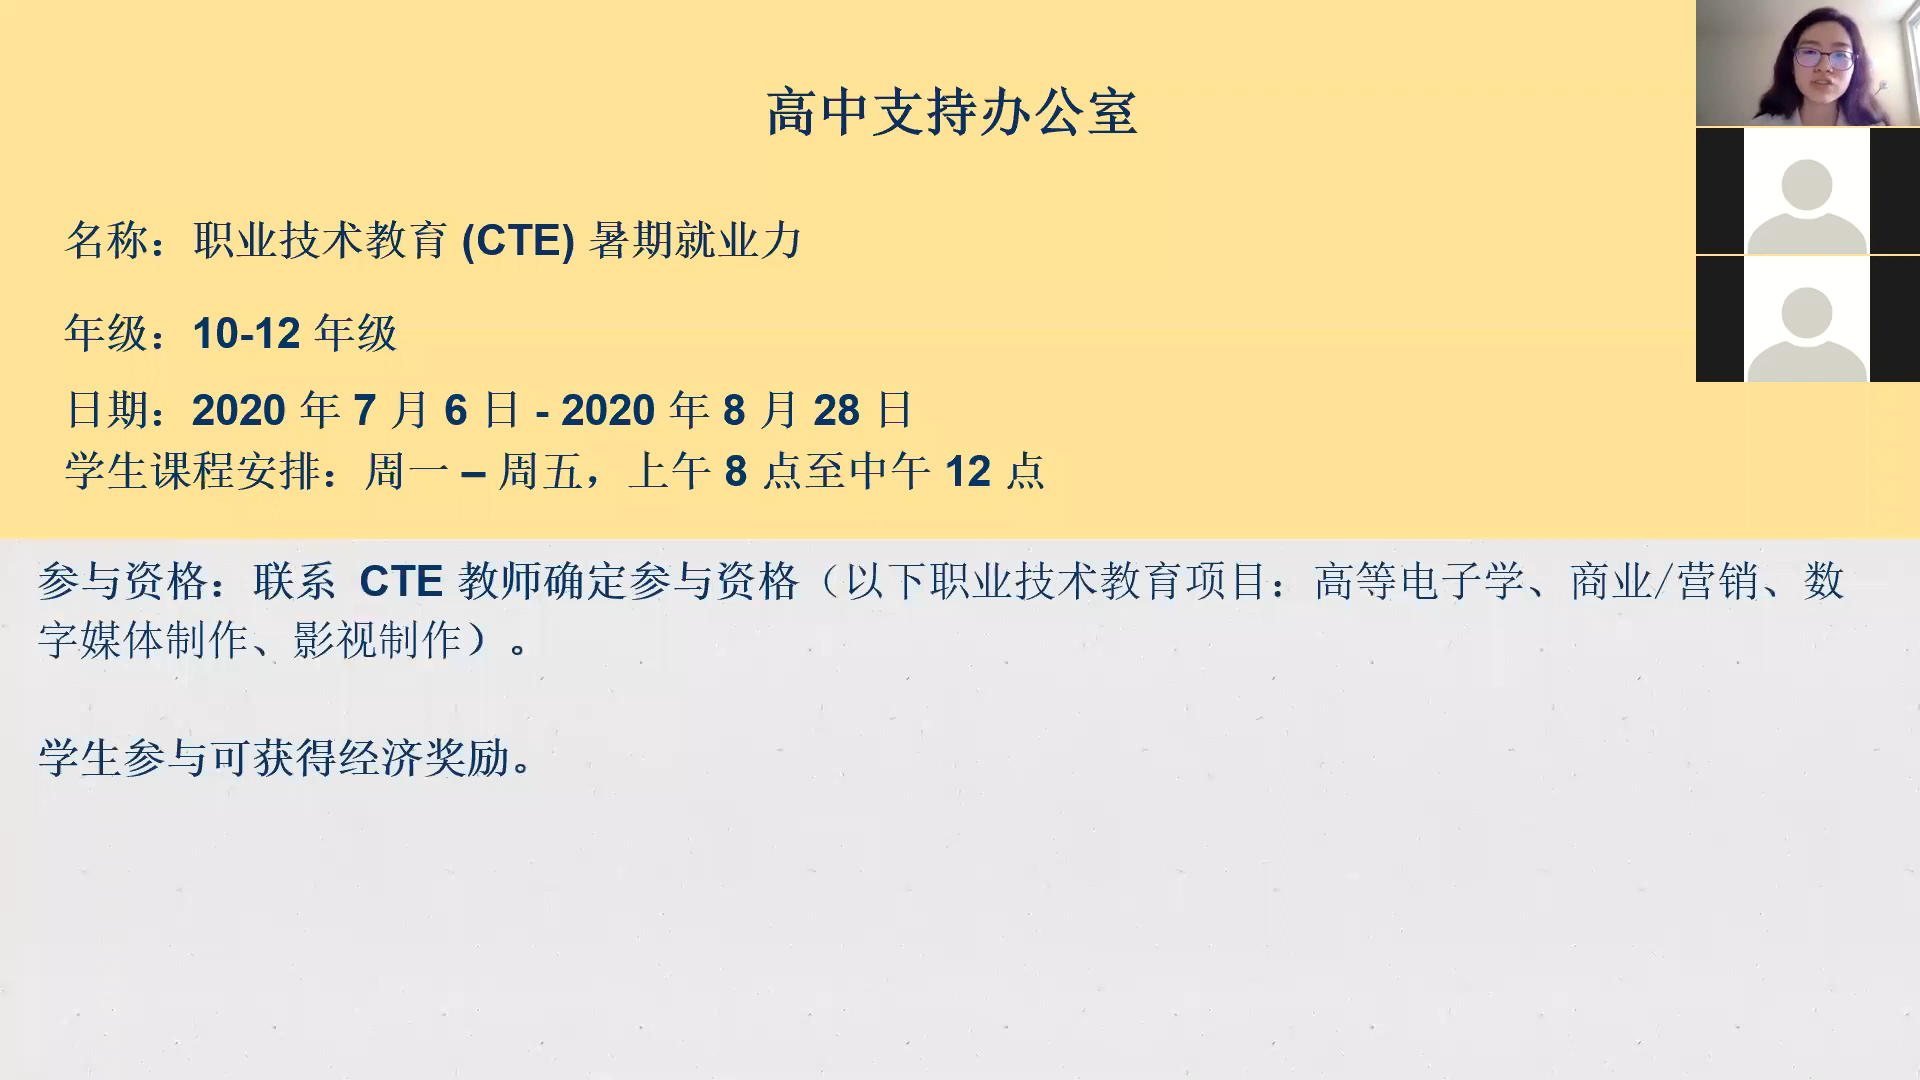 高中支持办公室
名称：职业技术教育 (CTE) 暑期就业力
年级：10-12 年级
日期：2020 年 7 月 6 日 - 2020 年 8 月 28 日
学生课程安排：周一 – 周五，上午 8 点至中午 12 点
参与资格：联系 CTE 教师确定参与资格（以下职业技术教育项目：高等电子学、商业/营销、数
字媒体制作、影视制作）。
学生参与可获得经济奖励。